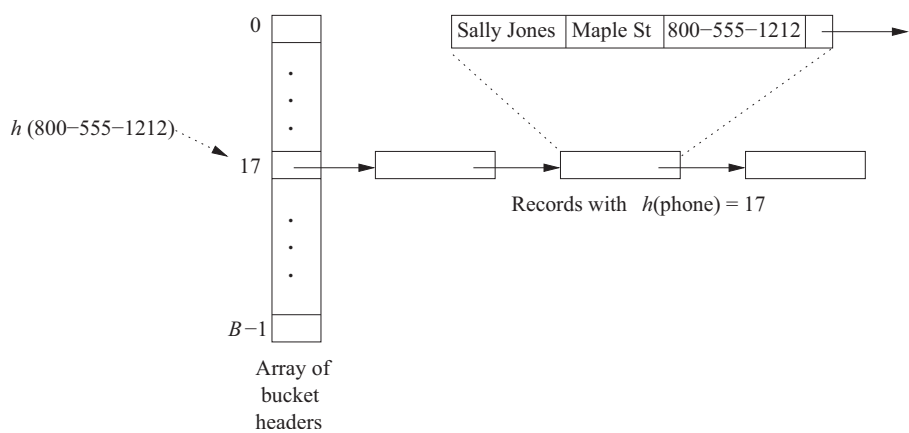 0
Sally Jones Maple St 800−555−1212
h (800−555−1212)
17
Records with h(phone) = 17
B−1
Array of
bucket
headers